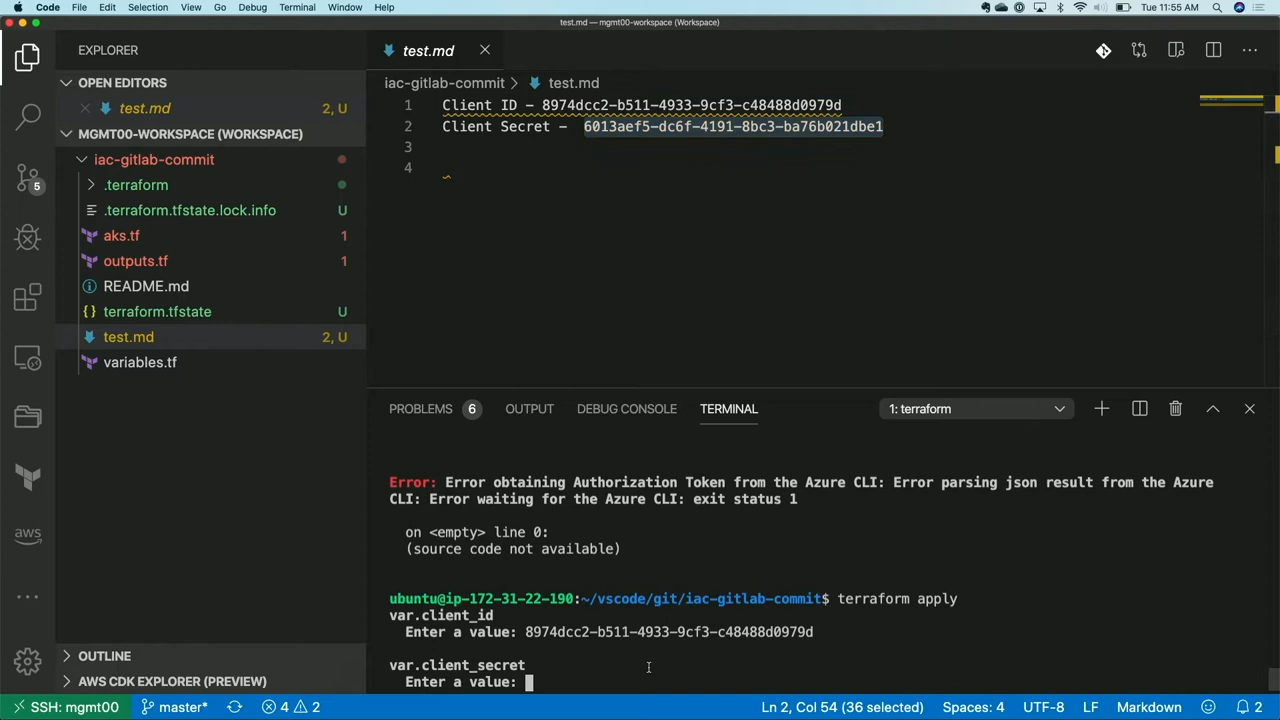 Code File Edit Selection View Go Debug Terminal Window Help Tue 11:55 AM
test.md — mgmt00-workspace (Workspace)
EXPLORER
test.md
OPEN EDITORS
iac-gitlab-commit > test.md
test.md 2, U
1 Client ID – 8974dcc2-b511-4933-9cf3-c48488d0979d
MGMT00-WORKSPACE (WORKSPACE)
2 Client Secret – 6013aef5-dc6f-4191-8bc3-ba76b021dbe1
3
iac-gitlab-commit
4
5
.terraform
.terraform.tfstate.lock.info U
aks.tf 1
outputs.tf 1
README.md
{} terraform.tfstate U
test.md 2, U
variables.tf
PROBLEMS 6 OUTPUT DEBUG CONSOLE TERMINAL 1: terraform
Error: Error obtaining Authorization Token from the Azure CLI: Error parsing json result from the Azure
CLI: Error waiting for the Azure CLI: exit status 1
on <empty> line 0:
(source code not available)
aws
ubuntu@ip-172-31-22-190:~/vscode/git/iac-gitlab-commit$ terraform apply
var.client_id
Enter a value: 8974dcc2-b511-4933-9cf3-c48488d0979d
var.client_secret
Enter a value:
OUTLINE
AWS CDK EXPLORER (PREVIEW)
SSH: mgmt00 master* 4 2 Ln 2, Col 54 (36 selected) Spaces: 4 UTF-8 LF Markdown 2